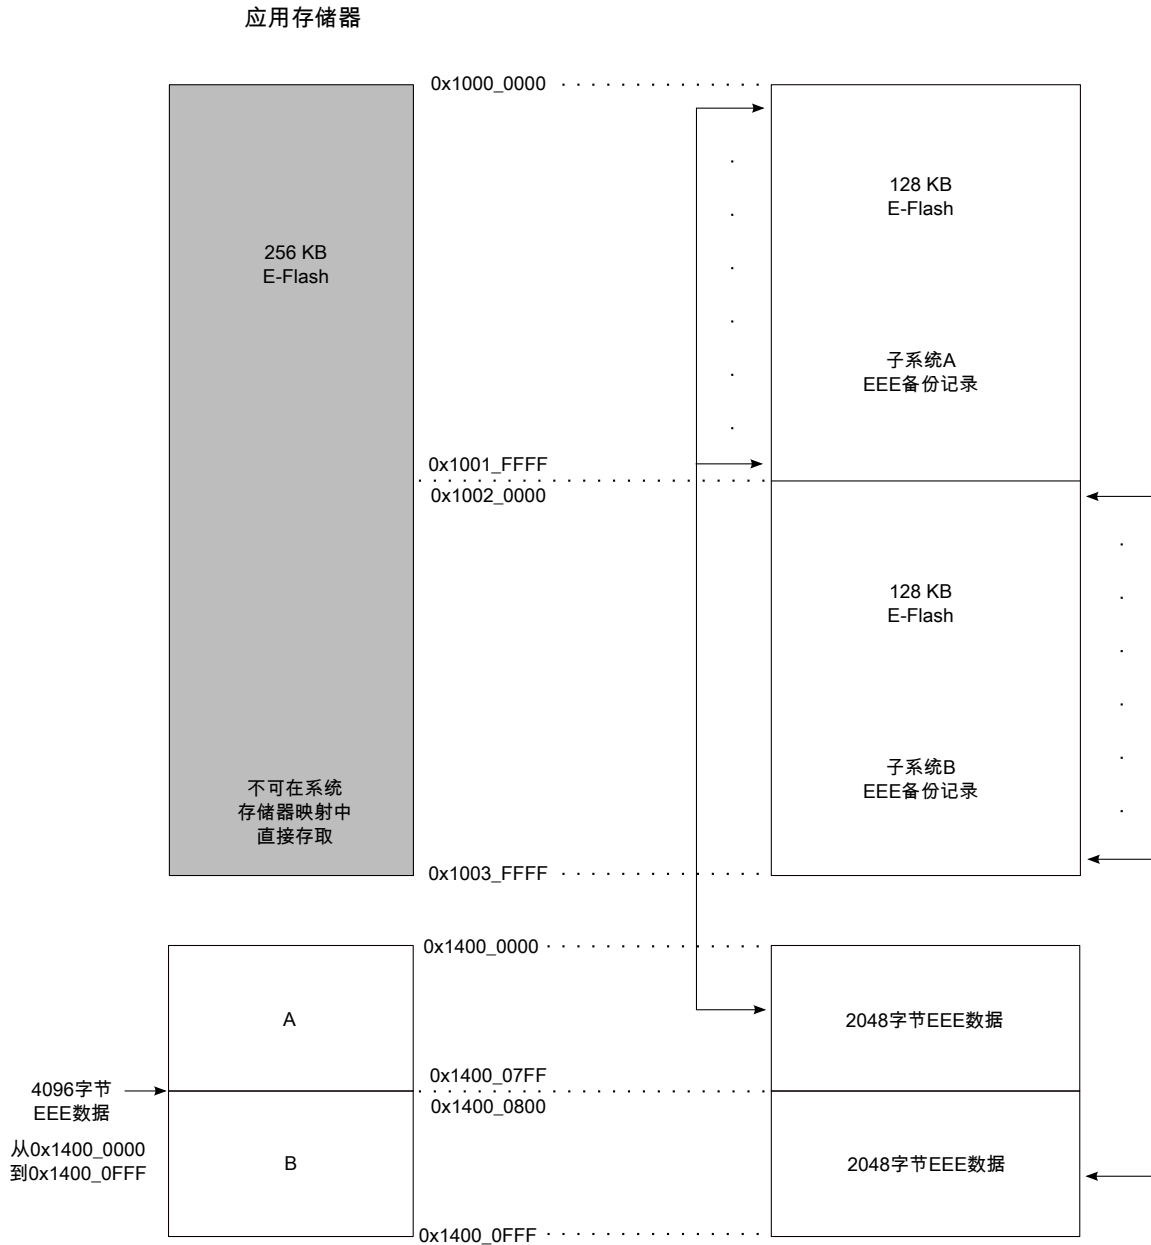 应用存储器
0x1000_0000
256 KB
E-Flash
128 KB
E-Flash
子系统A
EEE备份记录
0x1001_FFFF
0x1002_0000
128 KB
E-Flash
不可在系统
存储器映射中
直接存取
子系统B
EEE备份记录
0x1003_FFFF
0x1400_0000
A
2048字节EEE数据
0x1400_07FF
4096字节
EEE数据
0x1400_0800
从0x1400_0000
到0x1400_0FFF
B
2048字节EEE数据
0x1400_0FFF